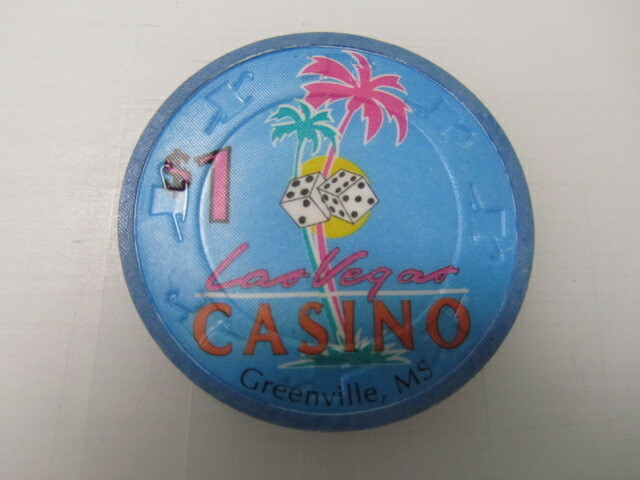 $1
Las Vegas
CASINO
Greenville, MS